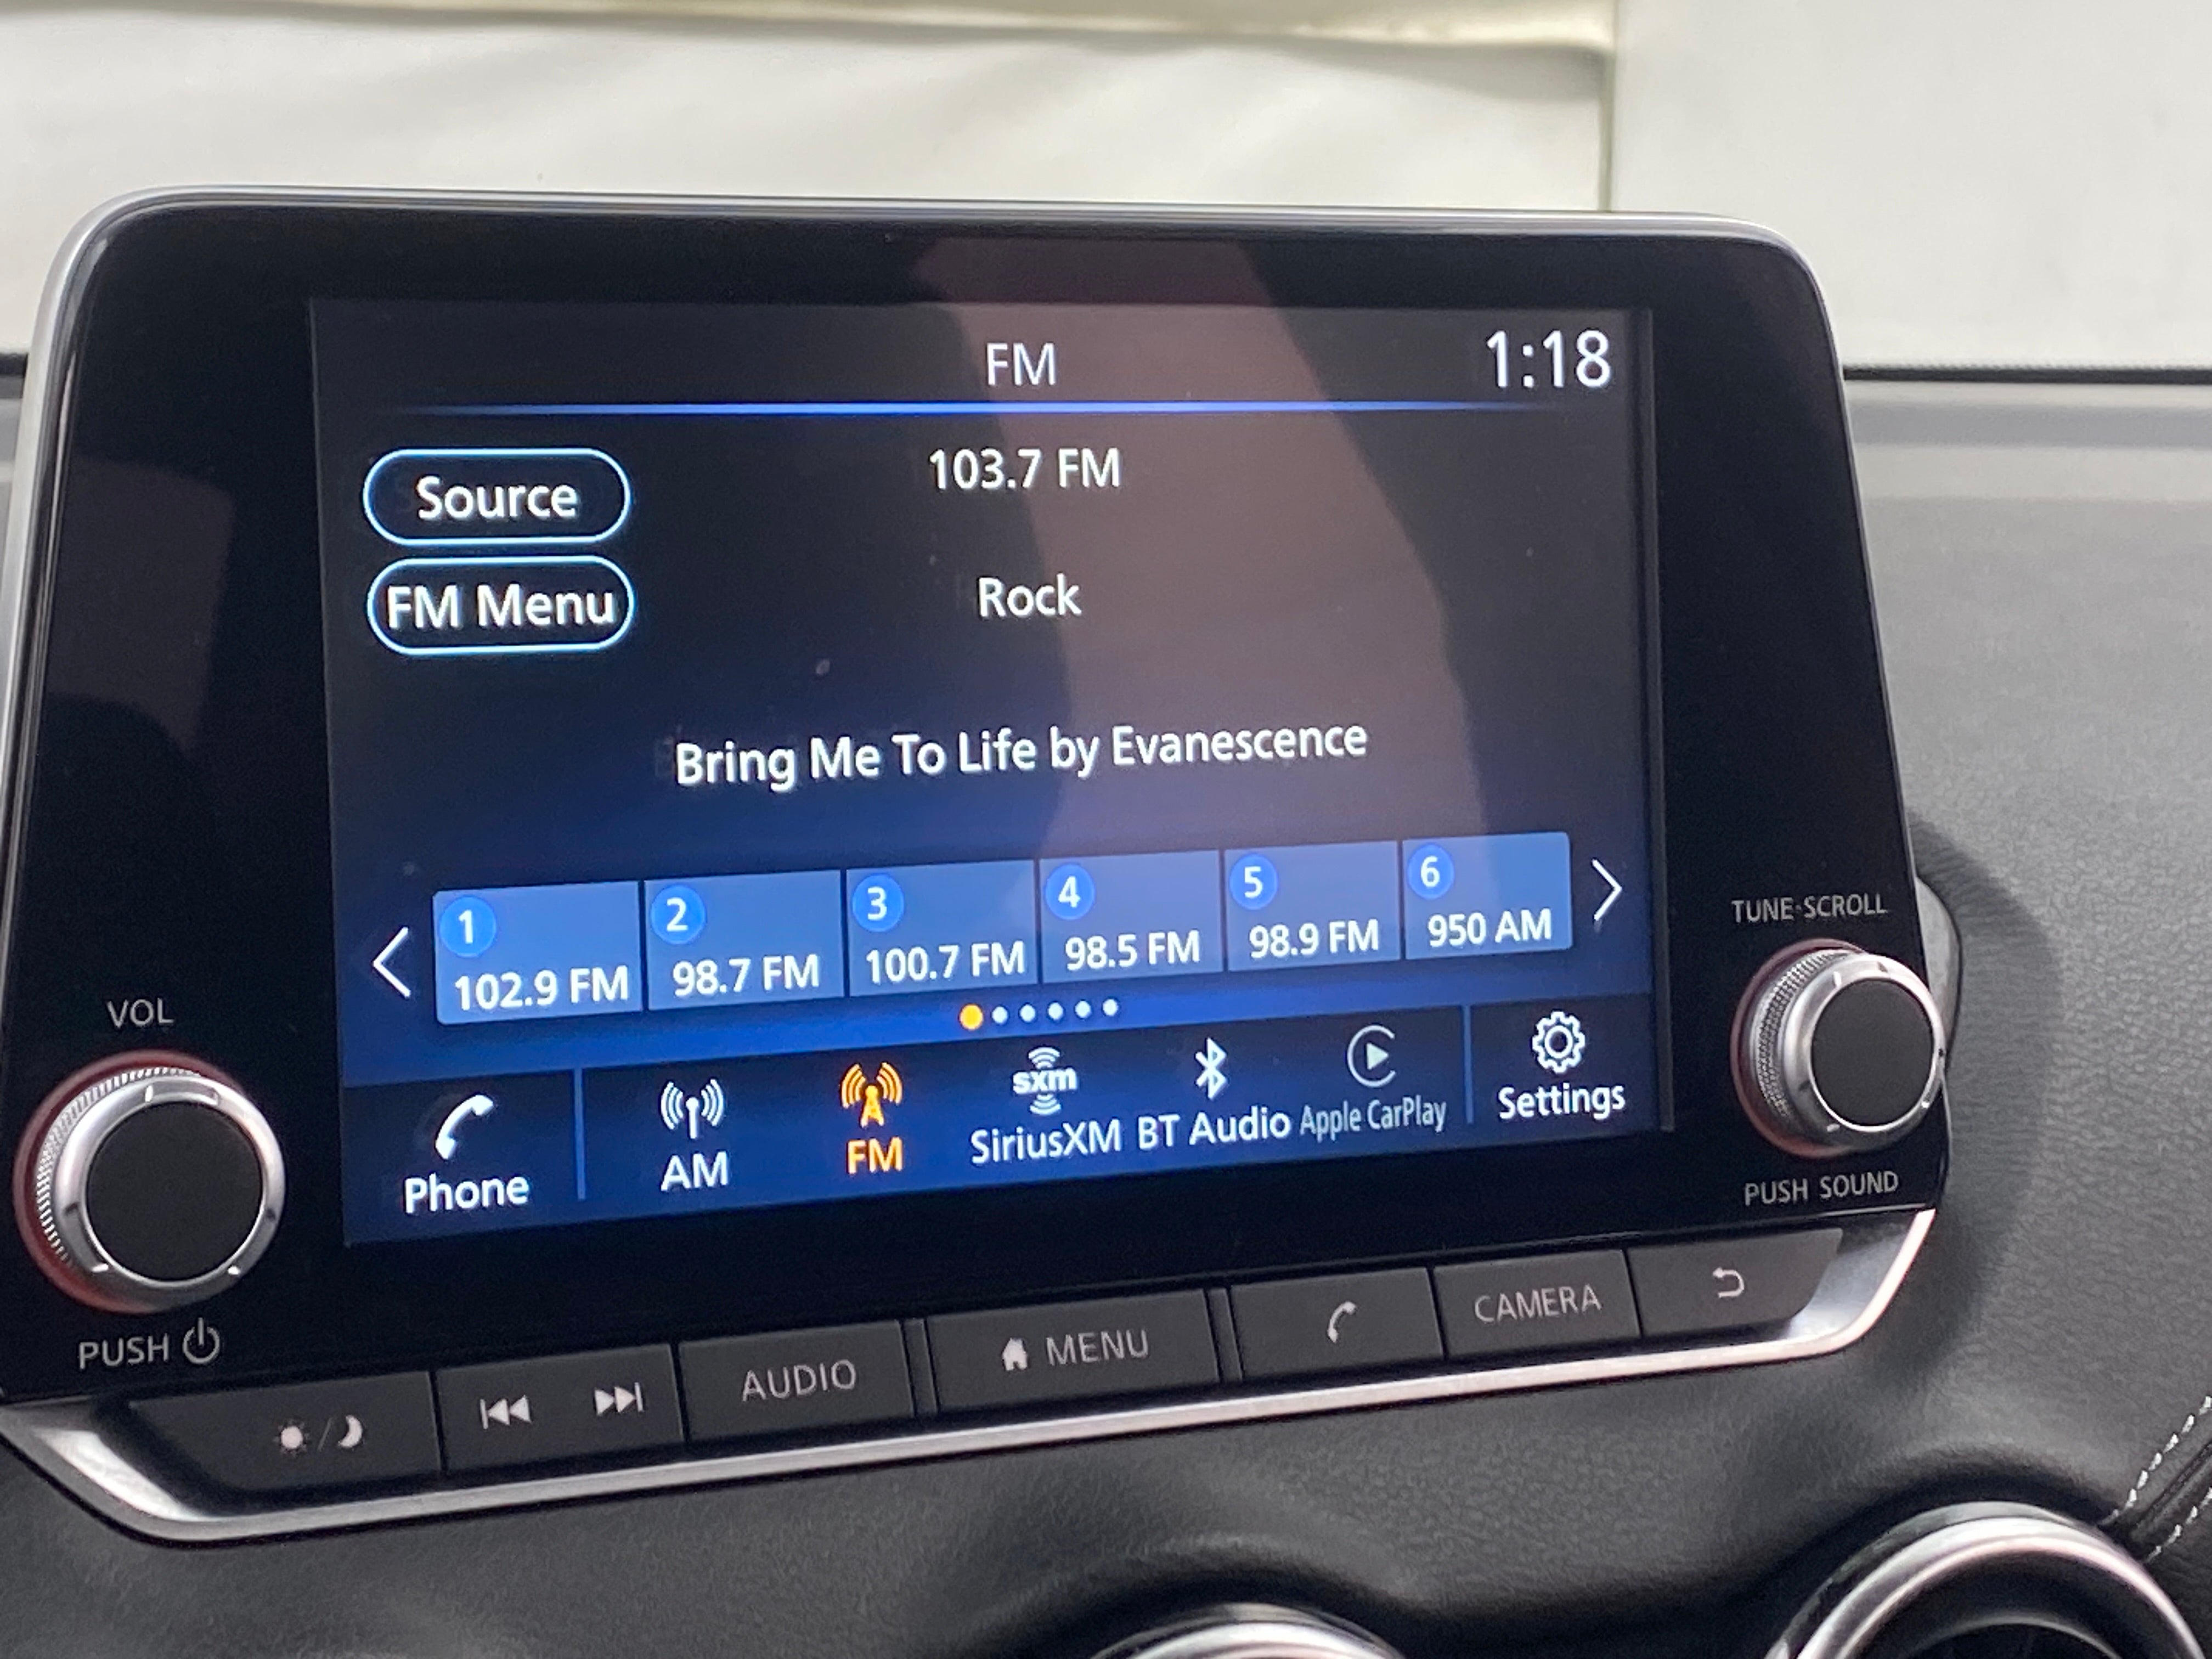 FM
1:18
Source
103.7 FM
FM Menu
Rock
Bring Me To Life by Evanescence
1
2
3
4
5
6
102.9 FM
98.7 FM
100.7 FM
98.5 FM
98.9 FM
950 AM
Phone
AM
FM
sxm
SiriusXM
BT Audio
Apple CarPlay
Settings
VOL
PUSH
TUNE·SCROLL
PUSH SOUND
AUDIO
MENU
CAMERA